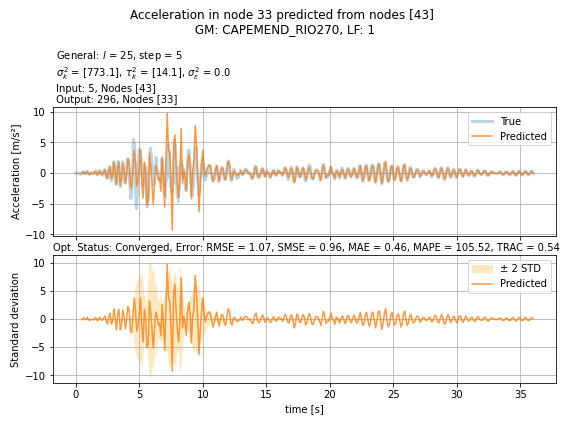 Acceleration in node 33 predicted from nodes [43]
GM: CAPEMEND_RIO270, LF: 1
General: l = 25, step = 5
σ²ₖ = [773.1], τ²ₖ = [14.1], σ²ε = 0.0
Input: 5, Nodes [43]
Output: 296, Nodes [33]
Acceleration [m/s²]
10
5
0
−5
−10
True
Predicted
Opt. Status: Converged, Error: RMSE = 1.07, SMSE = 0.96, MAE = 0.46, MAPE = 105.52, TRAC = 0.54
Standard deviation
10
5
0
−5
−10
± 2 STD
Predicted
0 5 10 15 20 25 30 35
time [s]